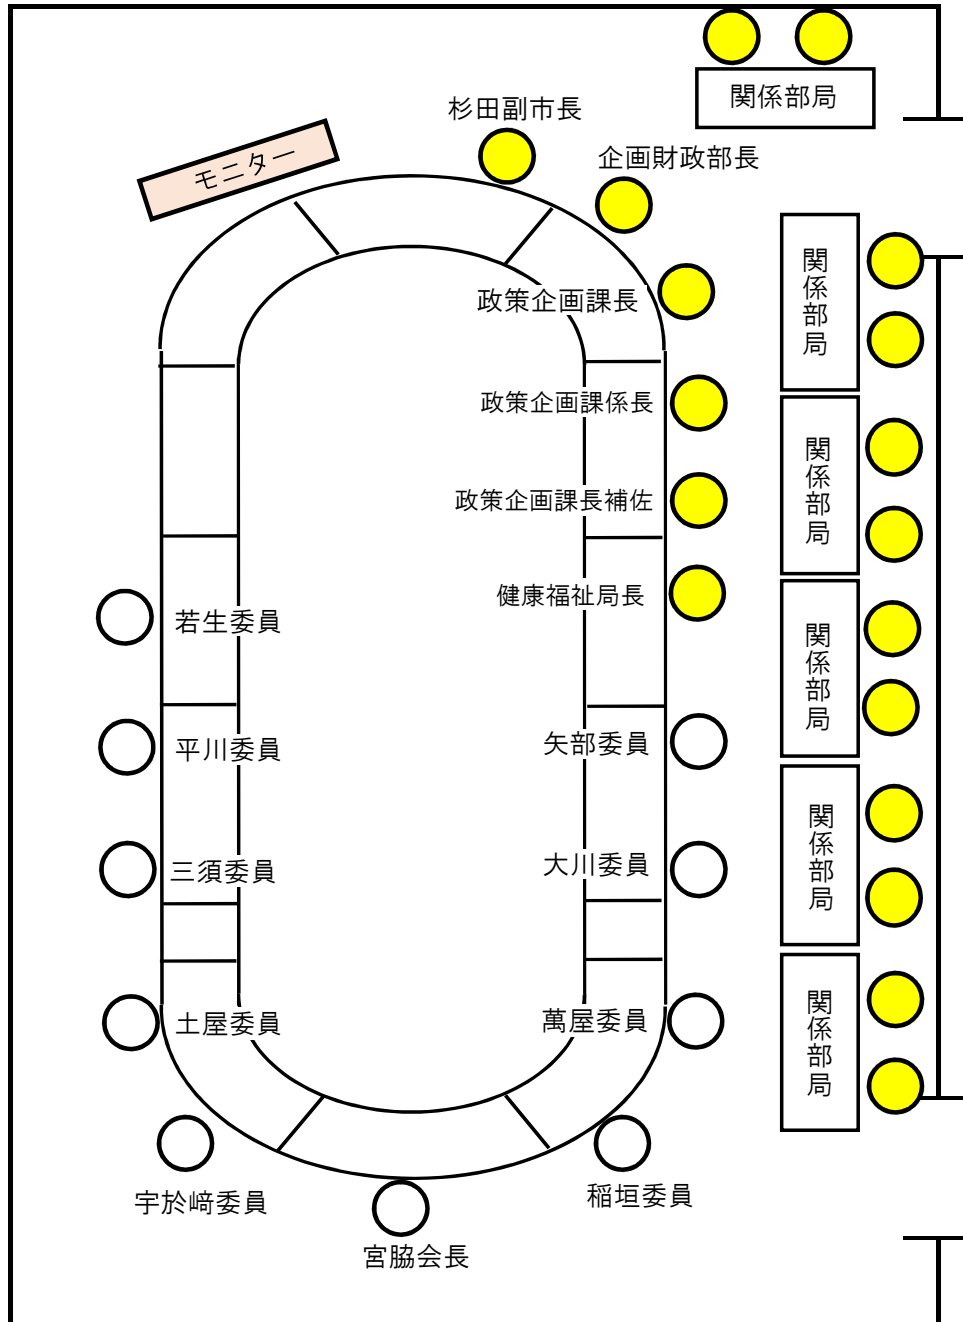 関係部局
杉田副市長
モニター
企画財政部長
政策企画課長
関係部局
政策企画課係長
政策企画課長補佐
関係部局
健康福祉局長
若生委員
関係部局
平川委員
矢部委員
三須委員
大川委員
関係部局
土屋委員
萬屋委員
関係部局
宇於﨑委員
稲垣委員
宮脇会長